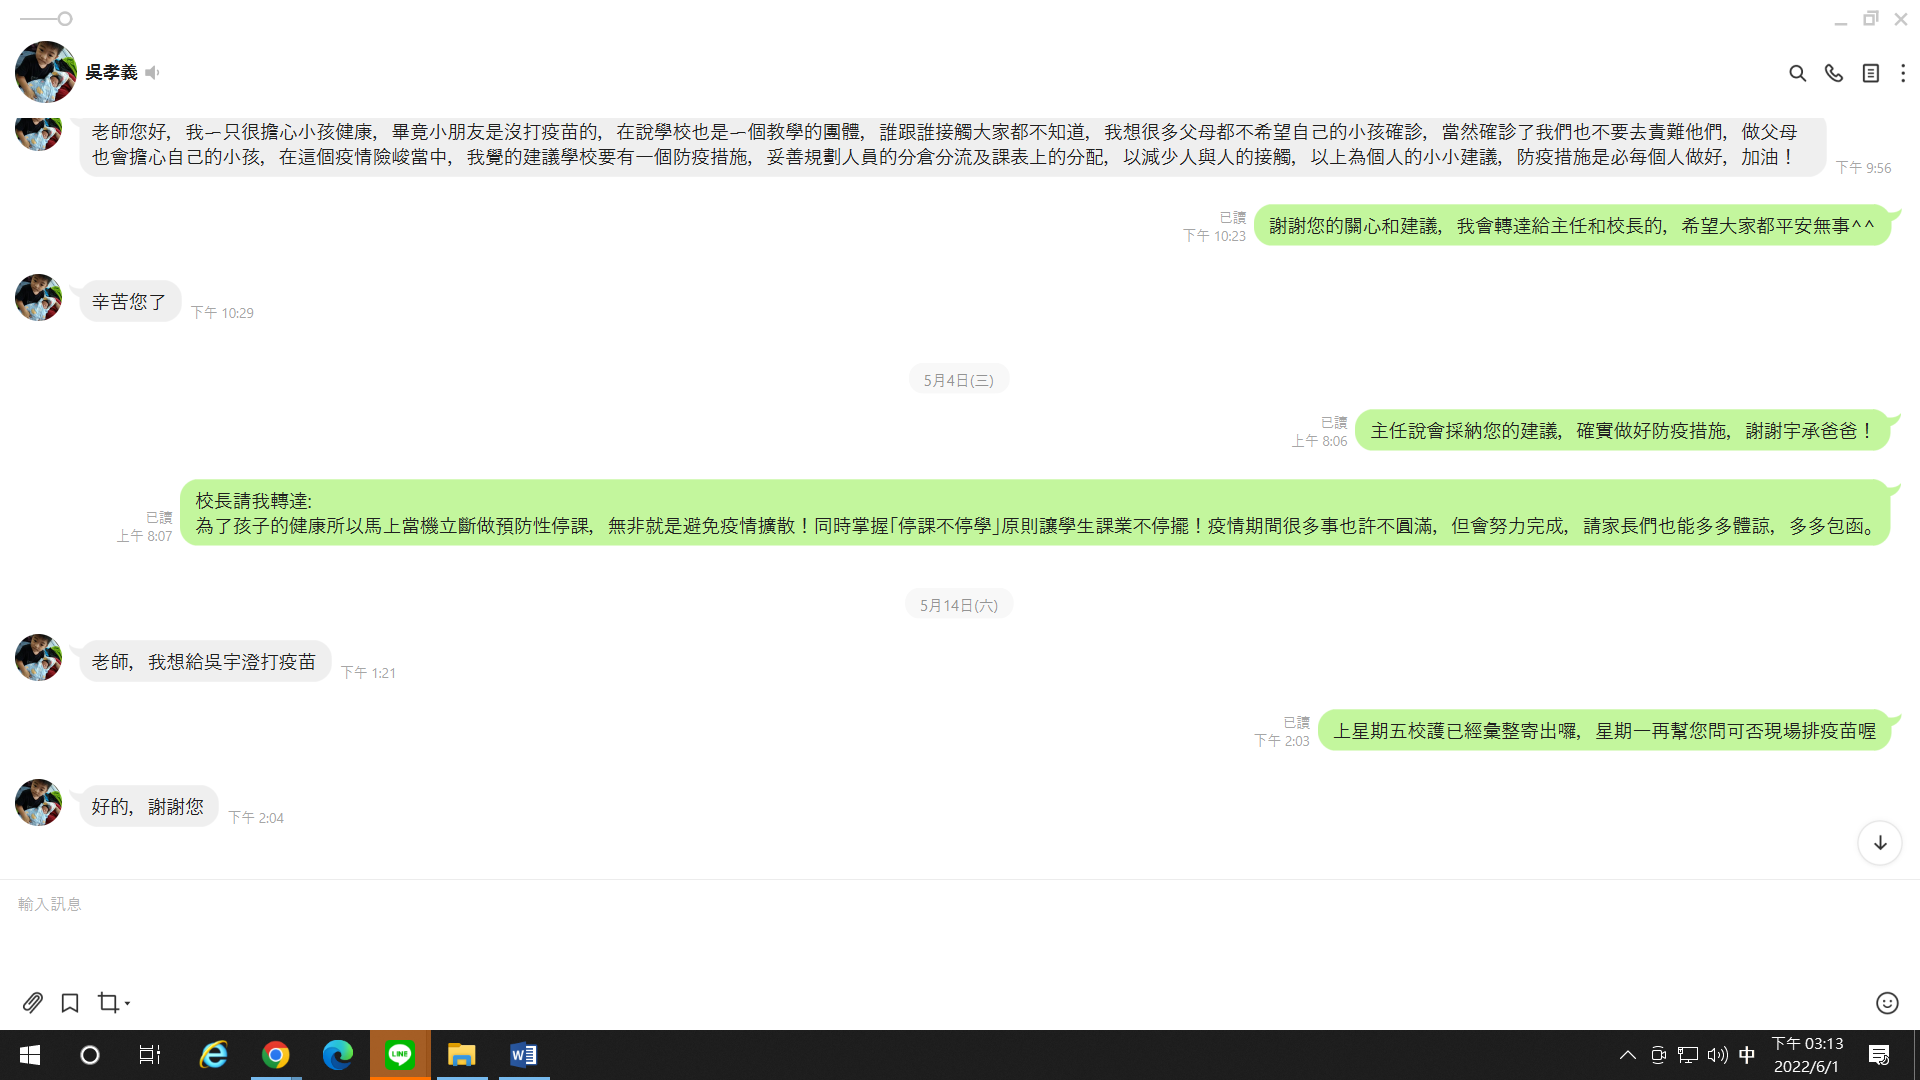 吳孝義
老師您好，我一只很擔心小孩健康，畢竟小朋友是沒打疫苗的，在說學校也是一個教學的團體，誰跟誰接觸大家都不知道，我想很多父母都不希望自己的小孩確診，當然確診了我們也不要去責難他們，做父母
也會擔心自己的小孩，在這個疫情險峻當中，我覺的建議學校要有一個防疫措施，妥善規劃人員的分倉分流及課表上的分配，以減少人與人的接觸，以上為個人的小小建議，防疫措施是必每個人做好，加油！
下午 9:56
已讀
下午 10:23
謝謝您的關心和建議，我會轉達給主任和校長的，希望大家都平安無事^^
辛苦您了
下午 10:29
5月4日(三)
已讀
上午 8:06
主任說會採納您的建議，確實做好防疫措施，謝謝宇承爸爸！
校長請我轉達:
為了孩子的健康所以馬上當機立斷做預防性停課，無非就是避免疫情擴散！同時掌握｢停課不停學｣原則讓學生課業不停擺！疫情期間很多事也許不圓滿，但會努力完成，請家長們也能多多體諒，多多包函。
已讀
上午 8:07
5月14日(六)
老師，我想給吳宇澄打疫苗
下午 1:21
已讀
下午 2:03
上星期五校護已經彙整寄出囉，星期一再幫您問可否現場排疫苗喔
好的，謝謝您
下午 2:04
輸入訊息
LINE
中
下午 03:13
2022/6/1